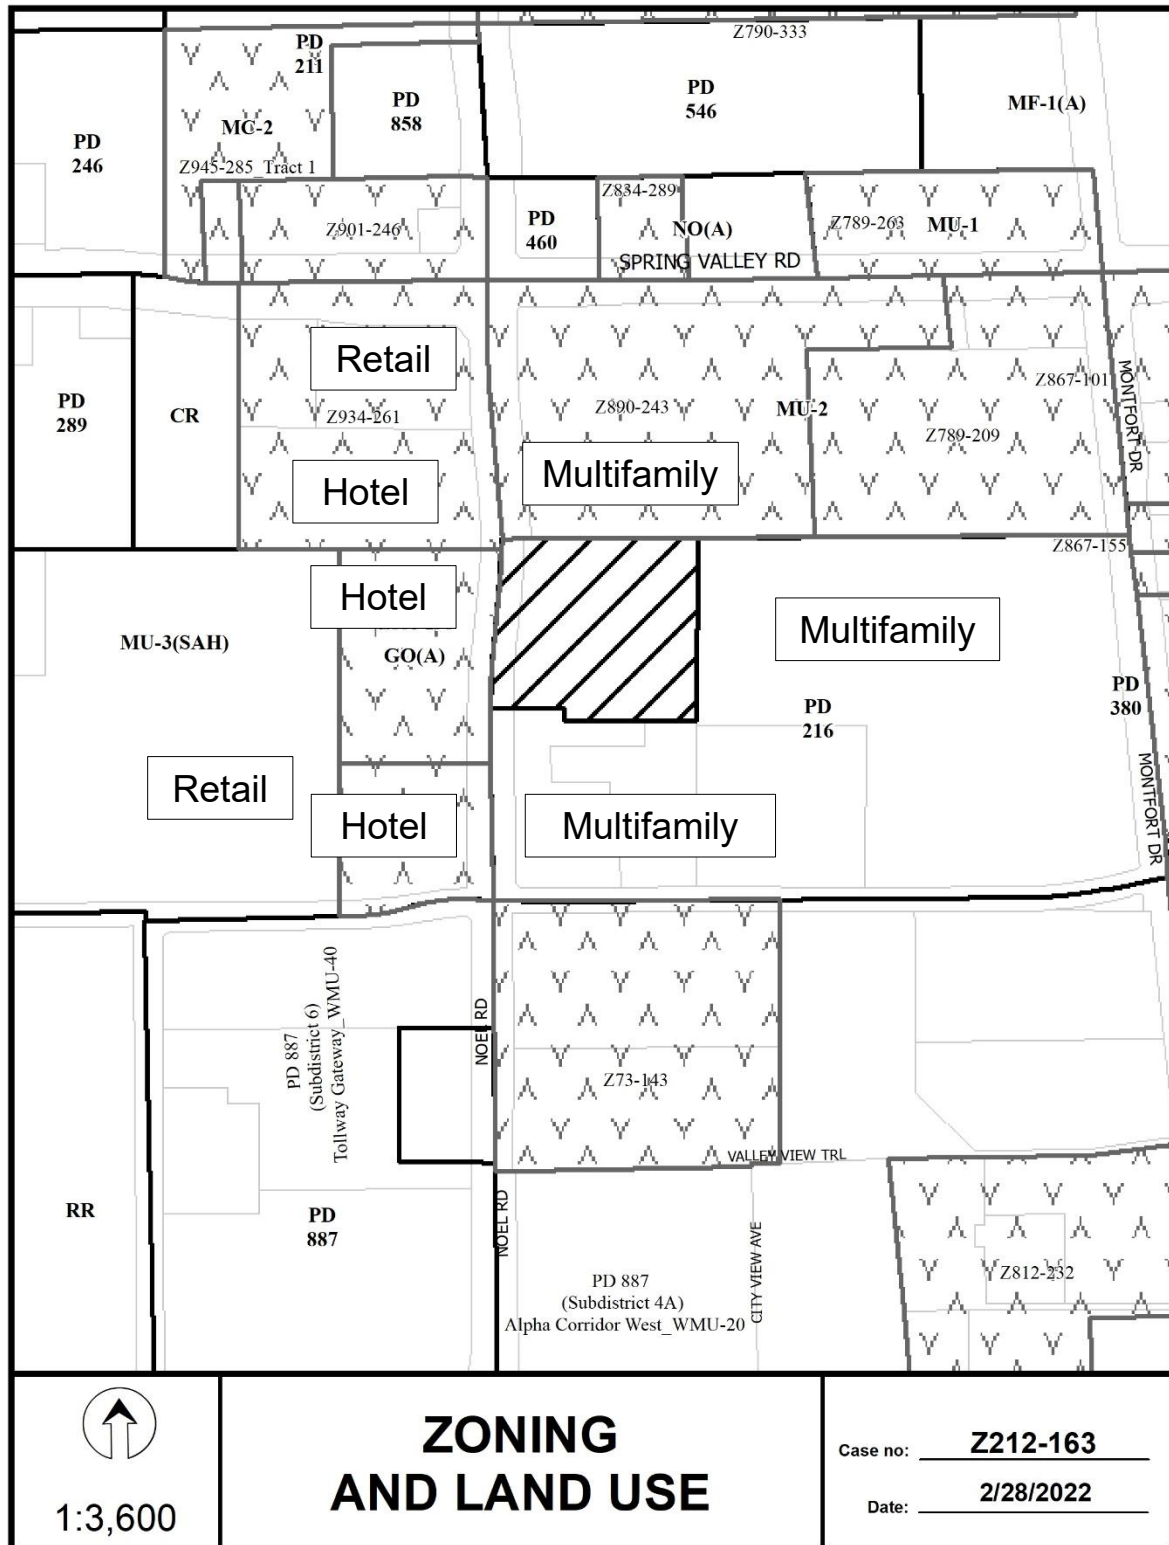 Z790-333
PD
211
PD
858
PD
546
MF-1(A)
MC-2
PD
246
Z945-285_Tract 1
Z834-289
Z901-246
PD
460
NO(A)
Z789-263
MU-1
SPRING VALLEY RD
Retail
Z934-261
PD
289
CR
Z890-243
MU-2
Z867-101
Z789-209
MONTFORT DR
Hotel
Multifamily
Z867-155
Hotel
Multifamily
MU-3(SAH)
GO(A)
PD
380
PD
216
Retail
Hotel
Multifamily
MONTFORT DR
PD 887
(Subdistrict 6)
Tollway Gateway_WMU-40
NOEL RD
Z73-143
VALLEY VIEW TRL
RR
PD
887
NOEL RD
CITY VIEW AVE
PD 887
(Subdistrict 4A)
Alpha Corridor West_WMU-20
Z812-232
1:3,600
ZONING
AND LAND USE
Case no: Z212-163
Date: 2/28/2022